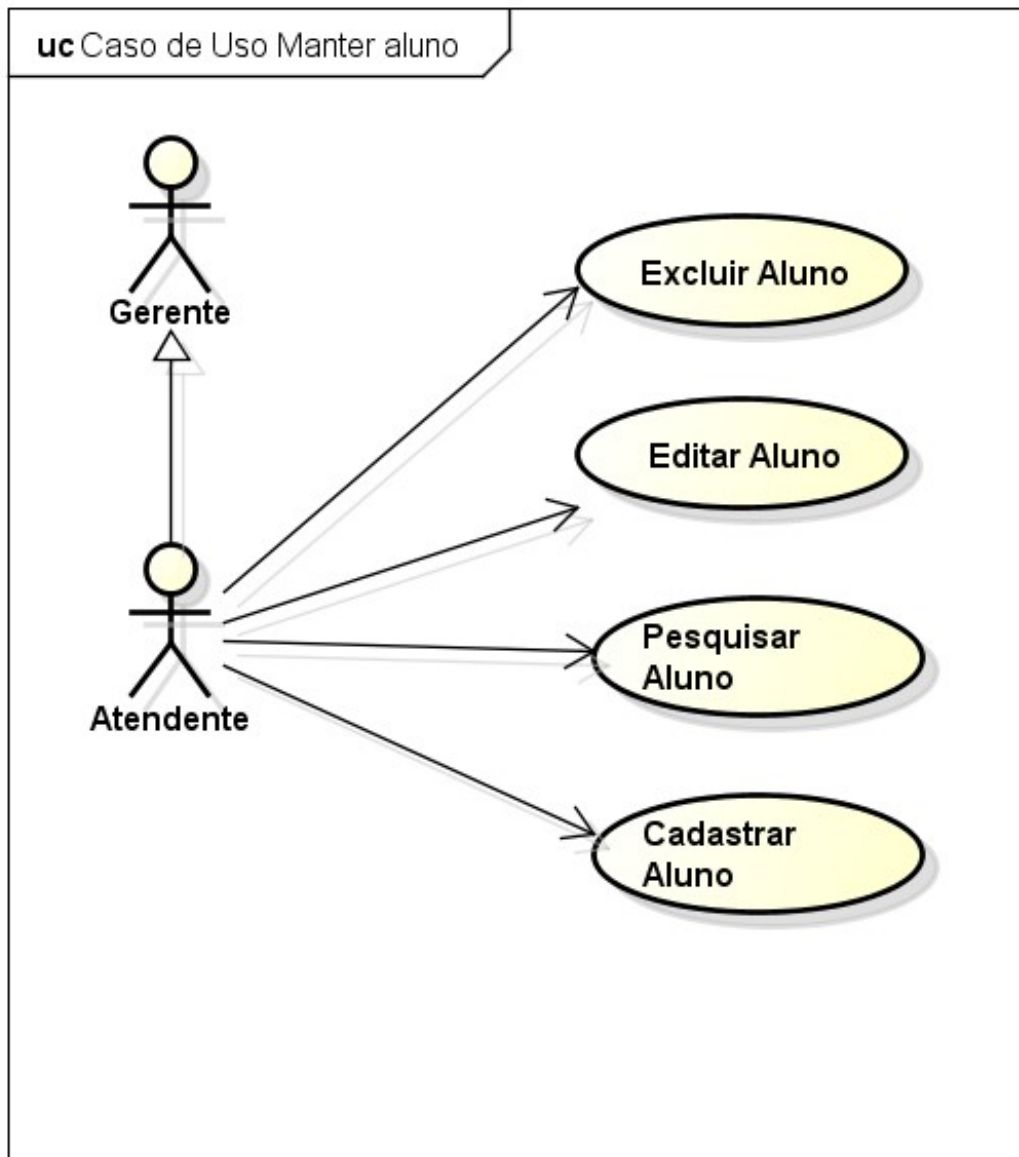 uc Caso de Uso Manter aluno
Gerente
Excluir Aluno
Editar Aluno
Pesquisar
Aluno
Atendente
Cadastrar
Aluno